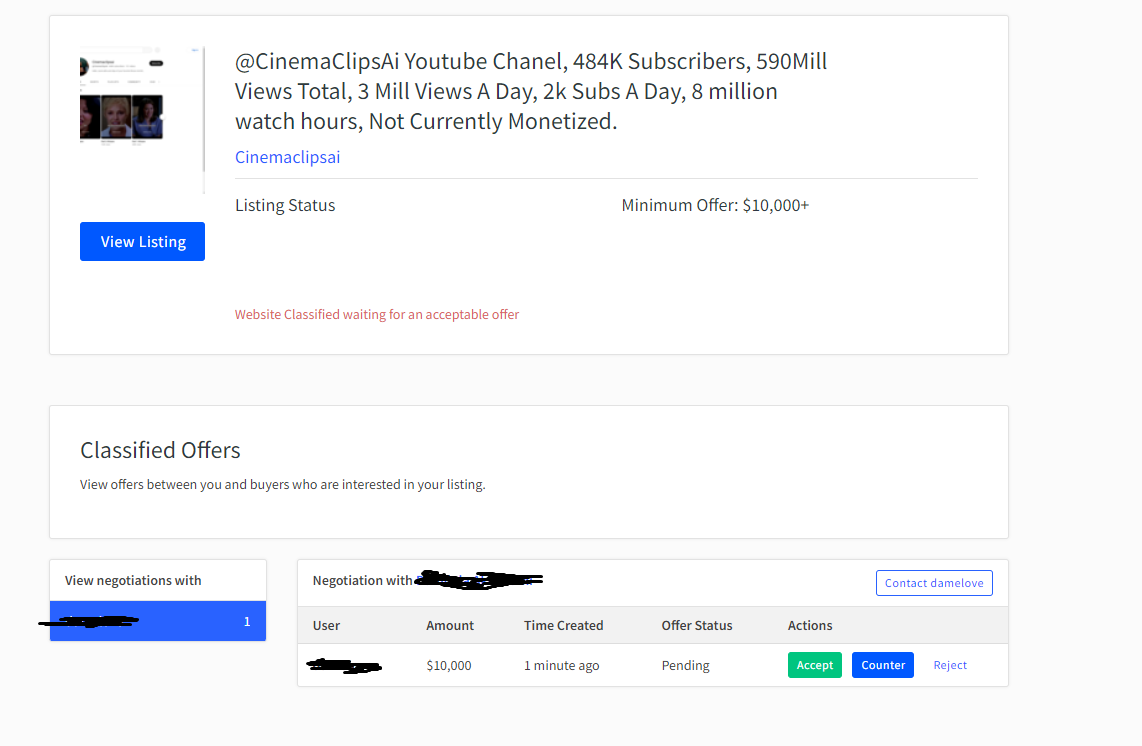 @CinemaClipsAi Youtube Chanel, 484K Subscribers, 590Mill
Views Total, 3 Mill Views A Day, 2k Subs A Day, 8 million
watch hours, Not Currently Monetized.
Cinemaclipsai
Listing Status
Minimum Offer: $10,000+
View Listing
Website Classified waiting for an acceptable offer
Classified Offers
View offers between you and buyers who are interested in your listing.
View negotiations with
1
Negotiation with
Contact damelove
User Amount Time Created Offer Status Actions
$10,000 1 minute ago Pending Accept Counter Reject